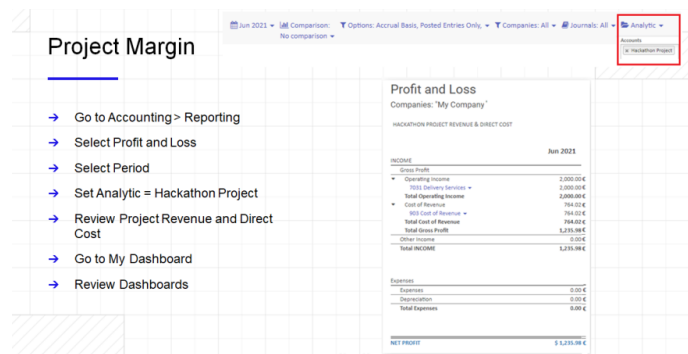 Jun 2021 Comparison: Options: Accrual Basis, Posted Entries Only, Companies: All Journals: All Analytic
No comparison
Accounts
× Hackathon Project
Project Margin
→ Go to Accounting > Reporting
→ Select Profit and Loss
→ Select Period
→ Set Analytic = Hackathon Project
→ Review Project Revenue and Direct
Cost
→ Go to My Dashboard
→ Review Dashboards
Profit and Loss
Companies: 'My Company'
HACKATHON PROJECT REVENUE & DIRECT COST
Jun 2021
INCOME
Gross Profit
Operating Income 2,000.00 €
7031 Delivery Services 2,000.00 €
Total Operating Income 2,000.00 €
Cost of Revenue 764.02 €
303 Cost of Revenue 764.02 €
Total Cost of Revenue 764.02 €
Total Gross Profit 1,235.98 €
Other Income 0.00 €
Total INCOME 1,235.98 €
Expenses
Expenses 0.00 €
Depreciation 0.00 €
Total Expenses 0.00 €
NET PROFIT $ 1,235.98 €